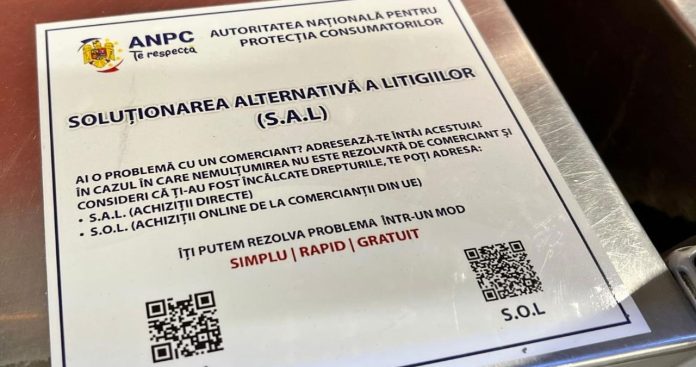 ANPC
Te respectă
AUTORITATEA NAȚIONALĂ PENTRU
PROTECȚIA CONSUMATORILOR
SOLUȚIONAREA ALTERNATIVĂ A LITIGIILOR
(S.A.L)
AI O PROBLEMĂ CU UN COMERCIANT? ADRESEAZĂ-TE ÎNTÂI ACESTUIA!
ÎN CAZUL ÎN CARE NEMULȚUMIREA NU ESTE REZOLVATĂ DE COMERCIANT ȘI
CONSIDERI CĂ ȚI-AU FOST ÎNCĂLCATE DREPTURILE, TE POȚI ADRESA:
• S.A.L. (ACHIZIȚII DIRECTE)
• S.O.L. (ACHIZIȚII ONLINE DE LA COMERCIANȚII DIN UE)
ÎȚI PUTEM REZOLVA PROBLEMA ÎNTR-UN MOD
SIMPLU | RAPID | GRATUIT
S.O.L